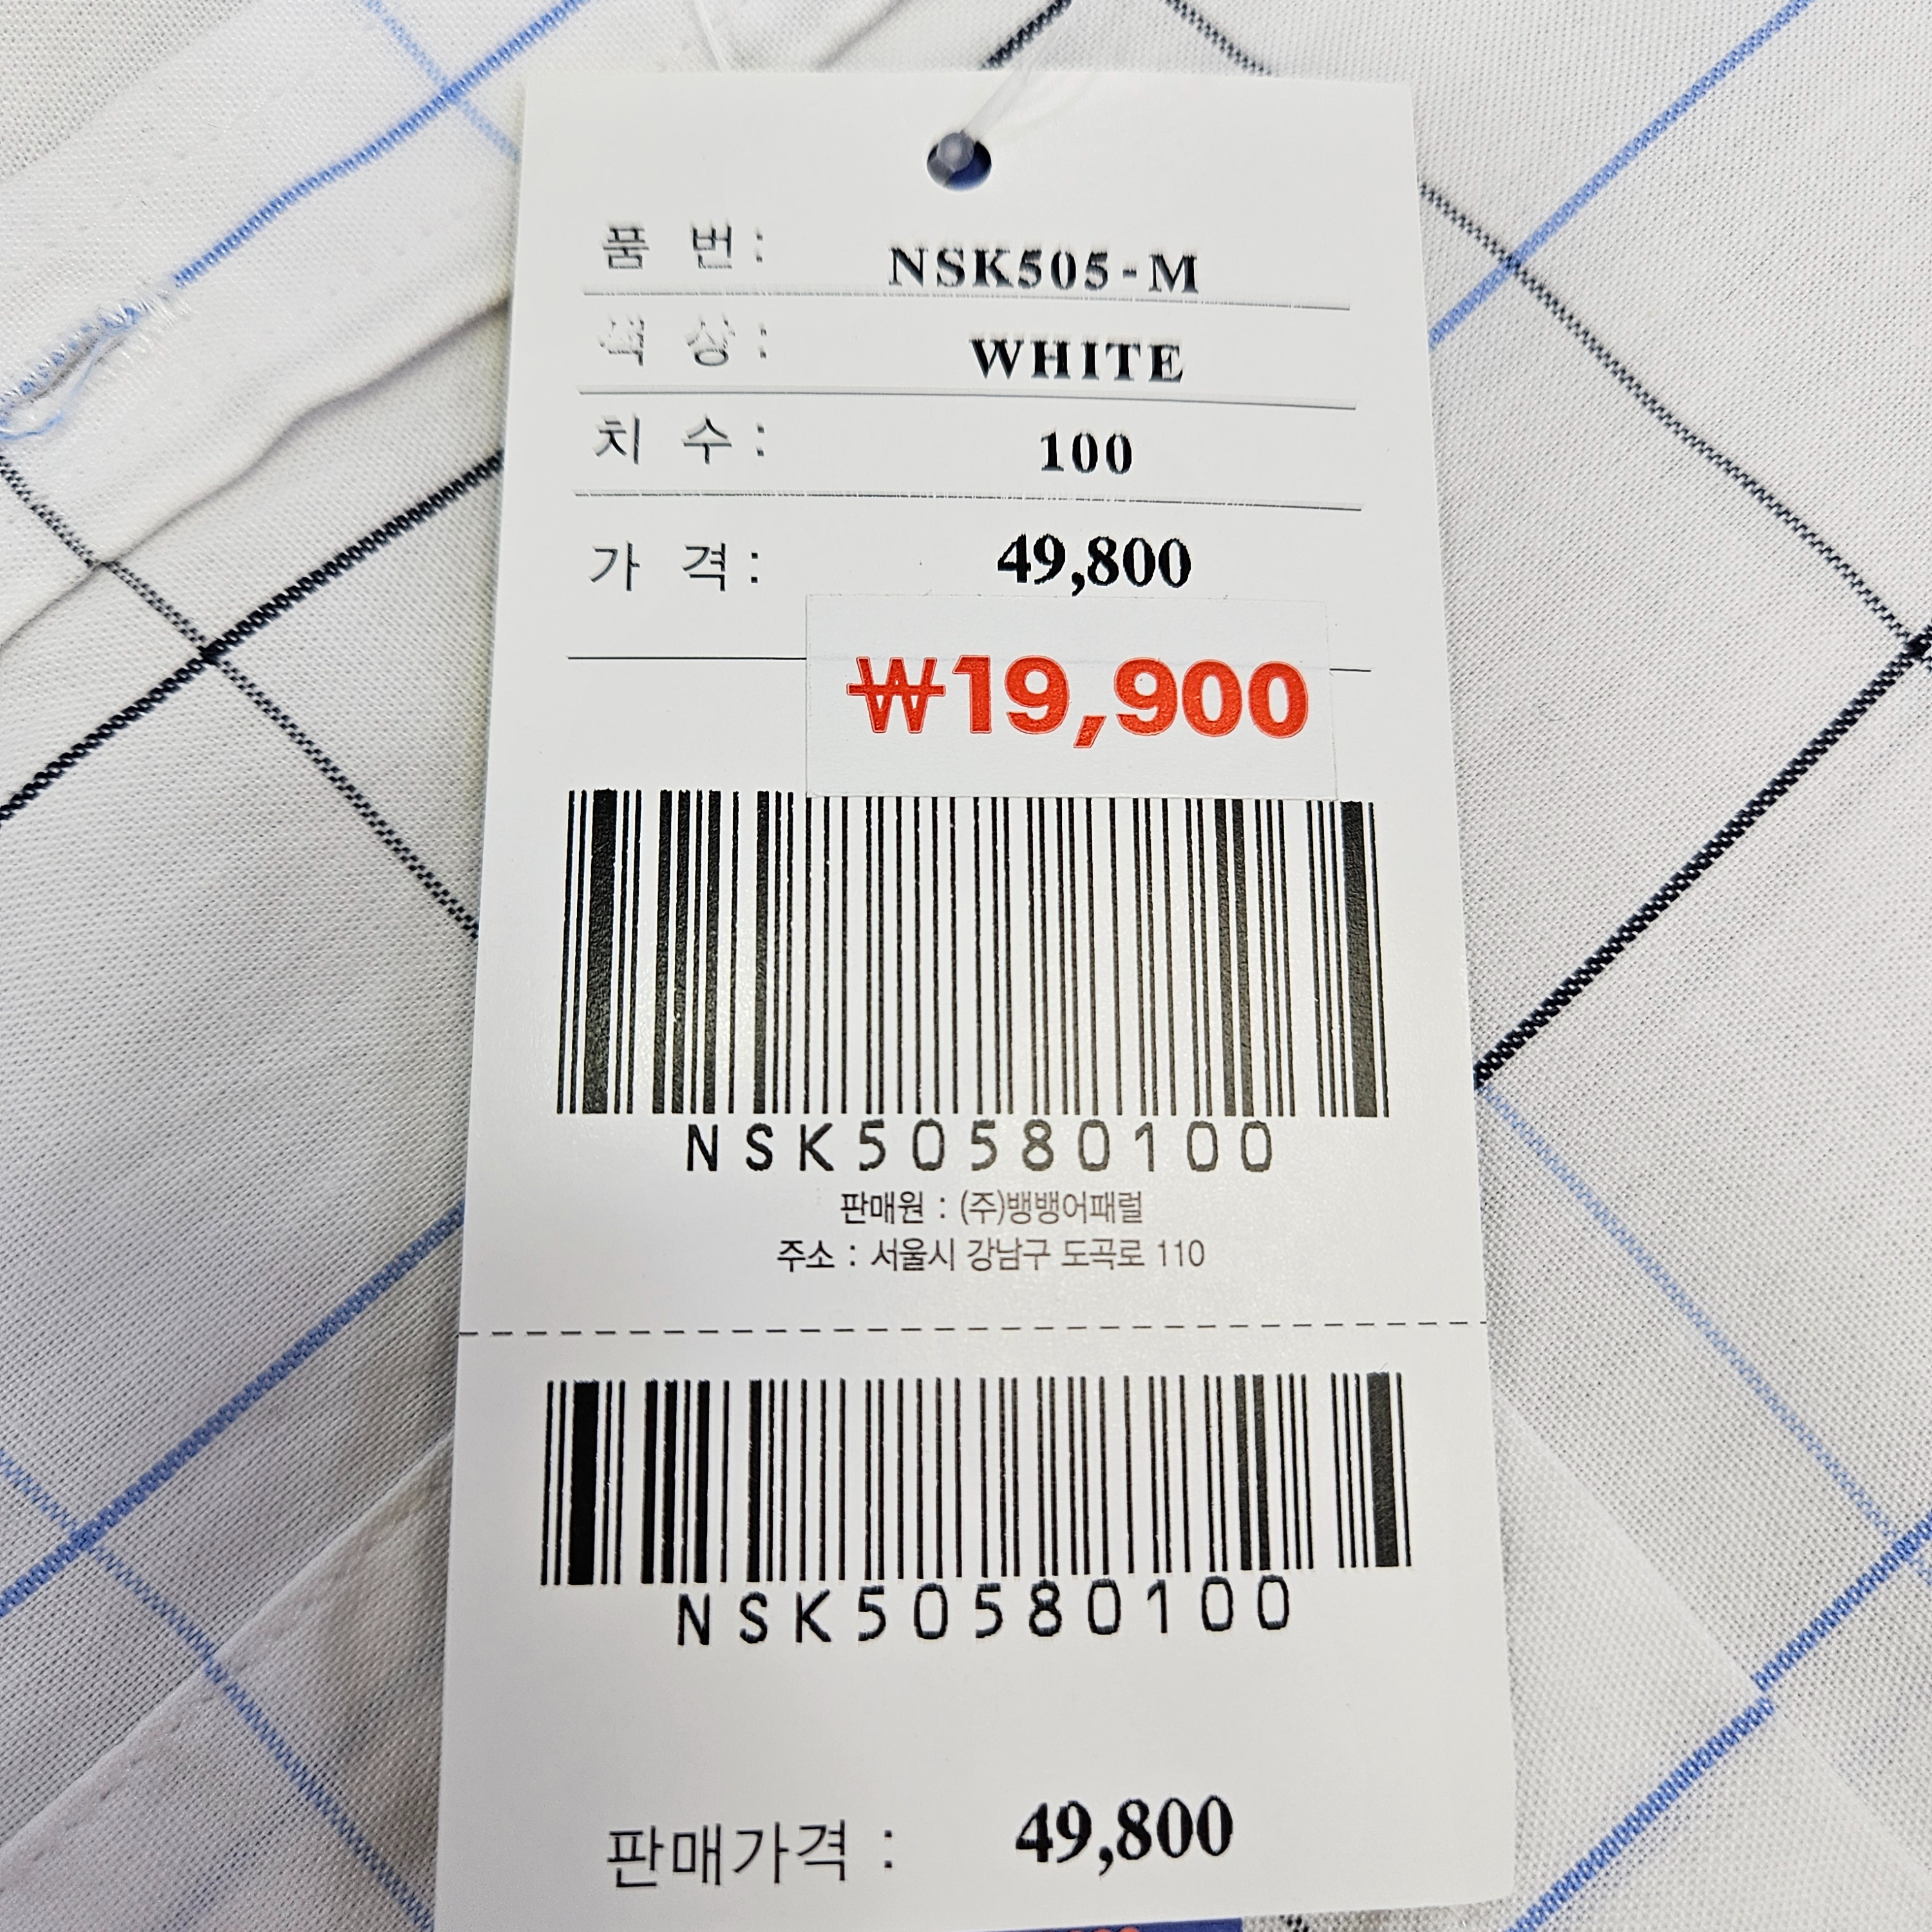 품 번: NSK505-M
색 상: WHITE
치 수: 100
가 격: 49,800
₩19,900
NSK50580100
판매원 : (주)뱅뱅어패럴
주소 : 서울시 강남구 도곡로 110
NSK50580100
판매가격 : 49,800